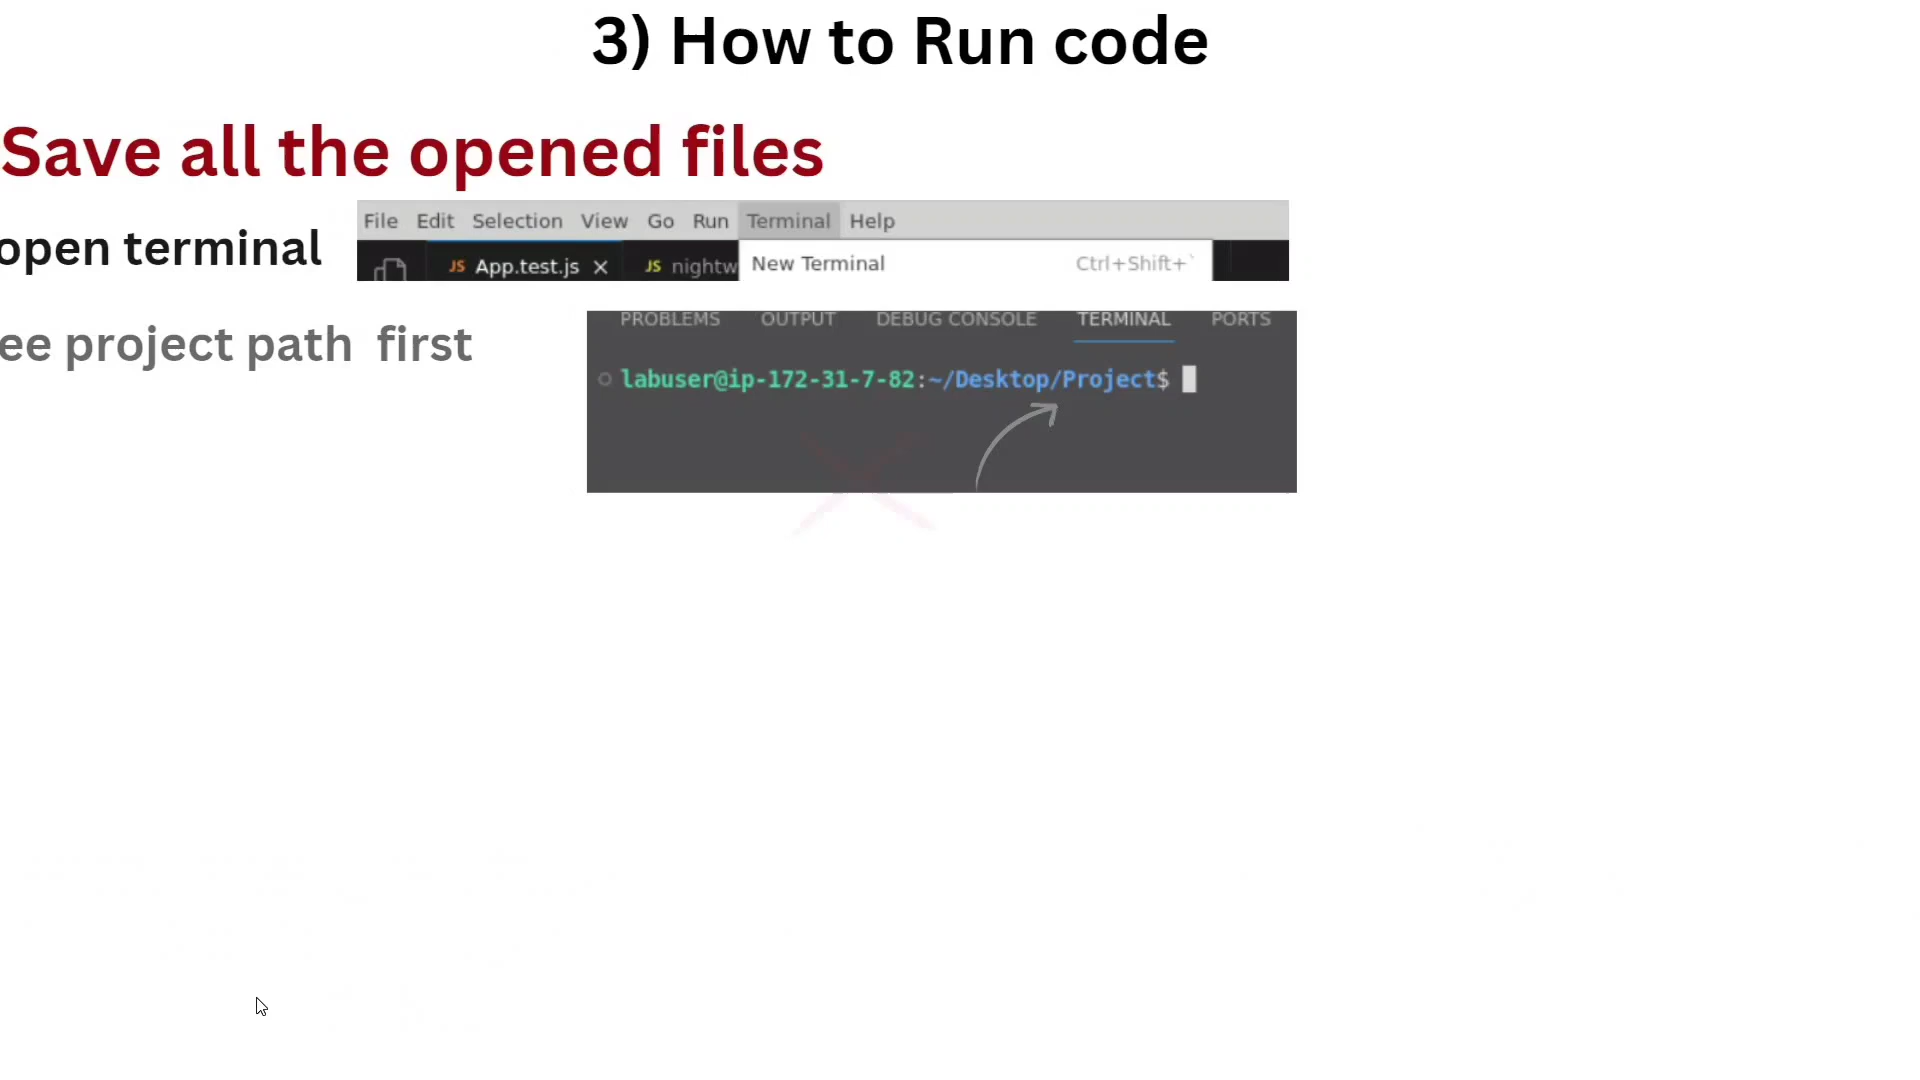 3) How to Run code
Save all the opened files
open terminal
File Edit Selection View Go Run Terminal Help
JS App.test.js × JS nightw
New Terminal Ctrl+Shift+`
ee project path first
PROBLEMS OUTPUT DEBUG CONSOLE TERMINAL PORTS
labuser@ip-172-31-7-82:~/Desktop/Project$